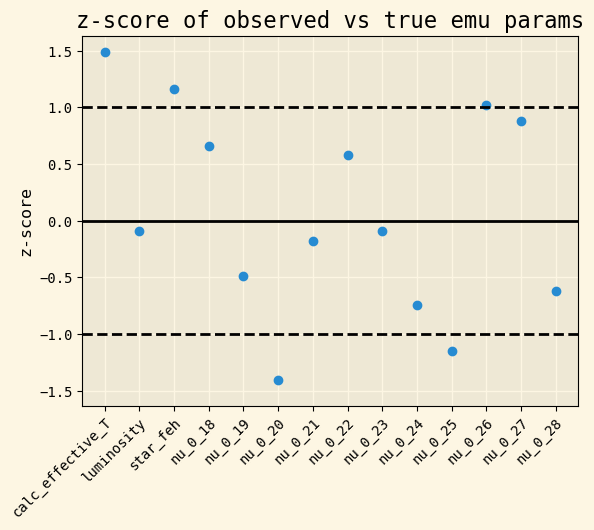 z-score of observed vs true emu params
z-score
1.5
1.0
0.5
0.0
−0.5
−1.0
−1.5
calc_effective_T
luminosity
star_feh
nu_0_18
nu_0_19
nu_0_20
nu_0_21
nu_0_22
nu_0_23
nu_0_24
nu_0_25
nu_0_26
nu_0_27
nu_0_28